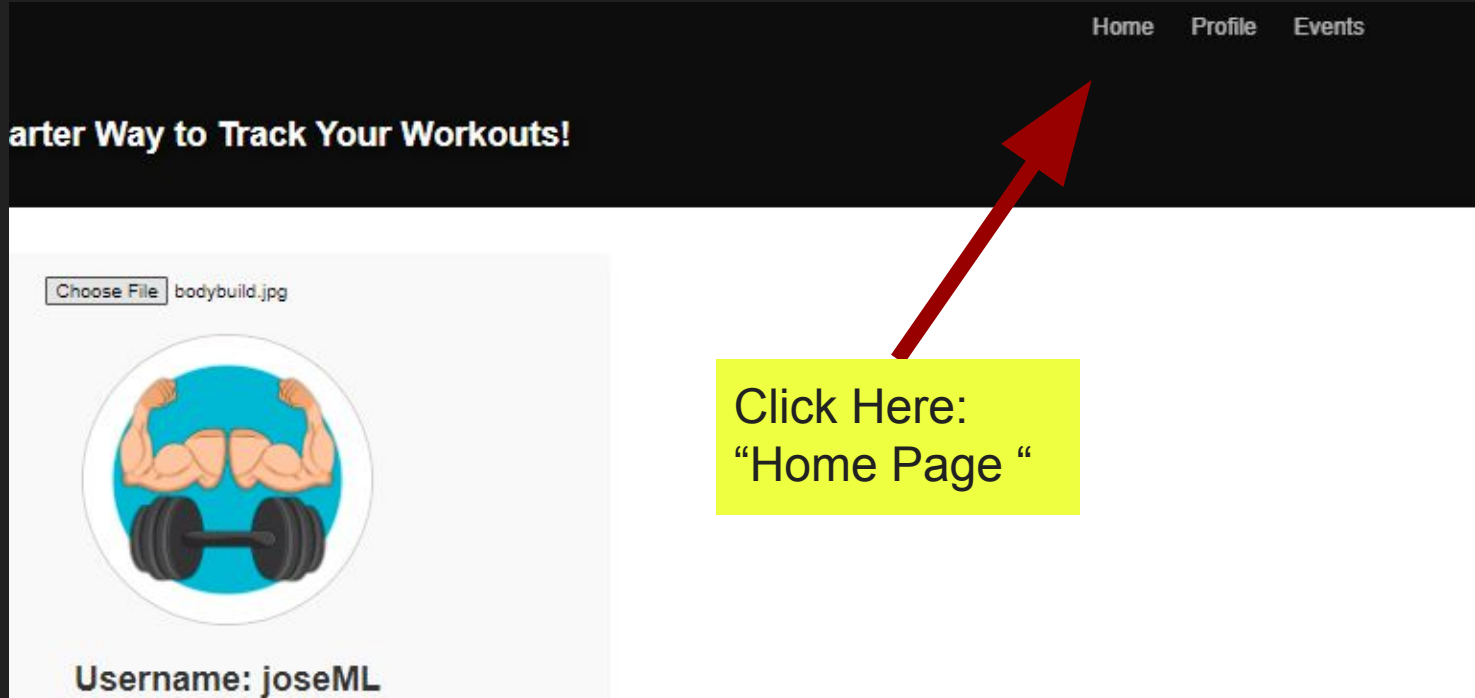 Home Profile Events
arter Way to Track Your Workouts!
Choose File bodybuild.jpg
Click Here:
“Home Page “
Username: joseML